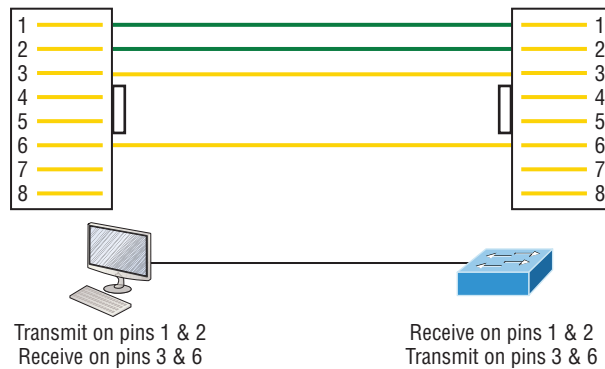 1 1
2 2
3 3
4 4
5 5
6 6
7 7
8 8
Transmit on pins 1 & 2
Receive on pins 3 & 6
Receive on pins 1 & 2
Transmit on pins 3 & 6